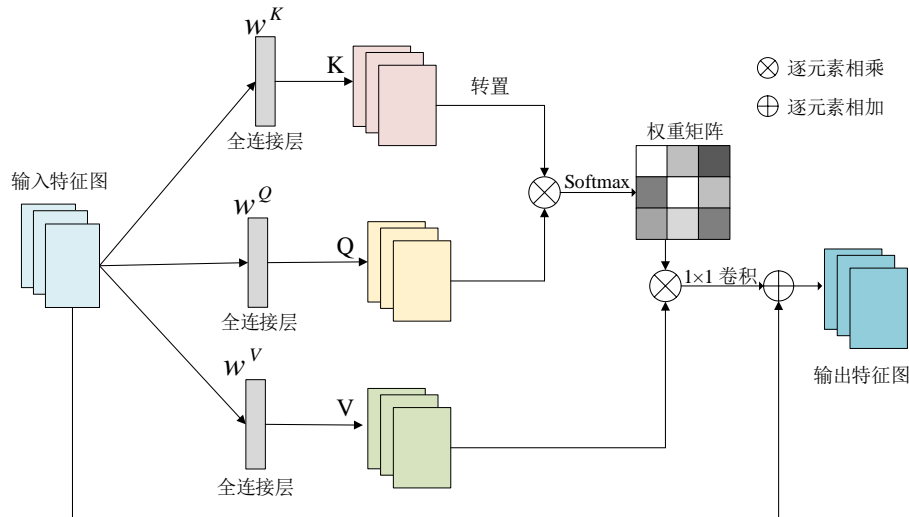 w^K
K
转置
全连接层
逐元素相乘
逐元素相加
权重矩阵
输入特征图
Softmax
w^Q
Q
全连接层
1×1 卷积
w^V
V
全连接层
输出特征图